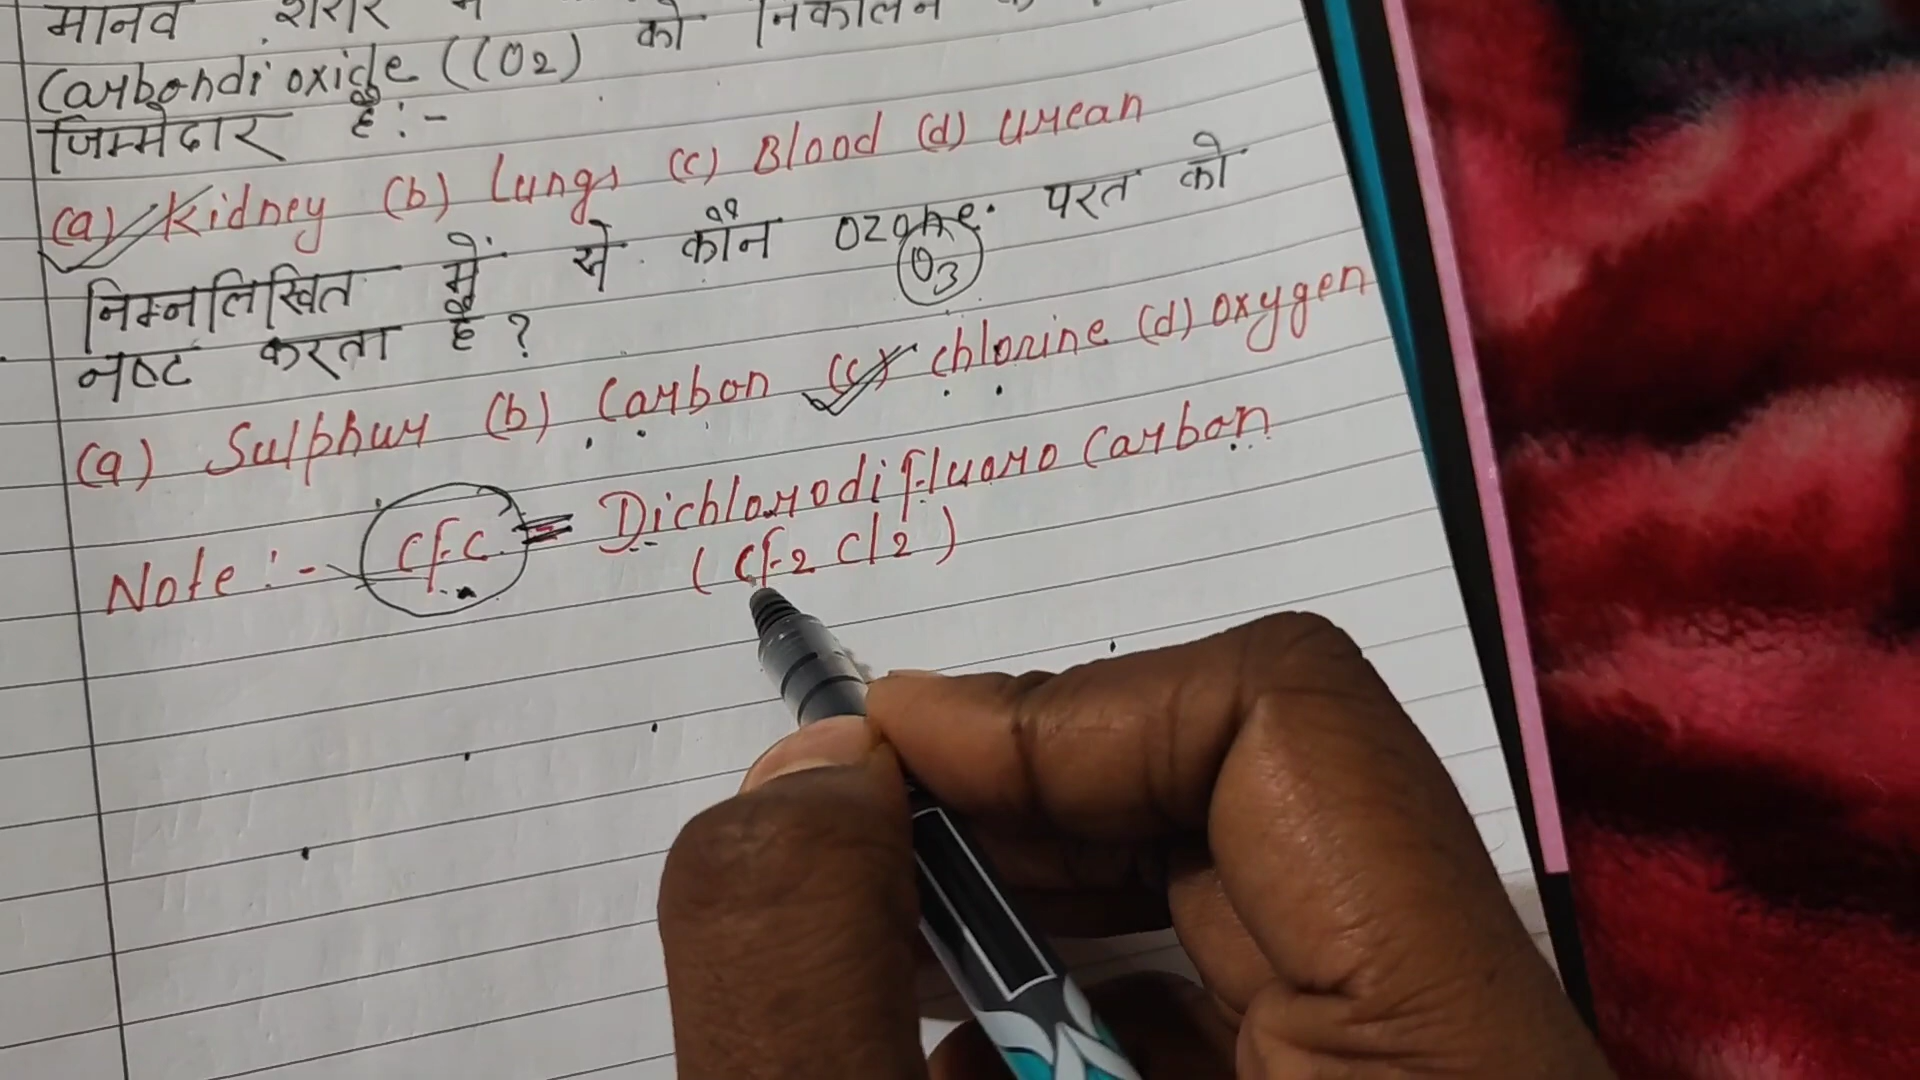 मानव शरीर में को निकालने
Carbondioxide (CO2)
जिम्मेदार है:-
(a) Kidney (b) Lungs (c) Blood (d) Urean
निम्नलिखित में से कौन ozone परत को
O3
नष्ट करता है ?
(a) Sulphur (b) Carbon (c) chlorine (d) oxygen
Note :- CFC = Dichlorodifluoro Carbon
(CF2 Cl2)